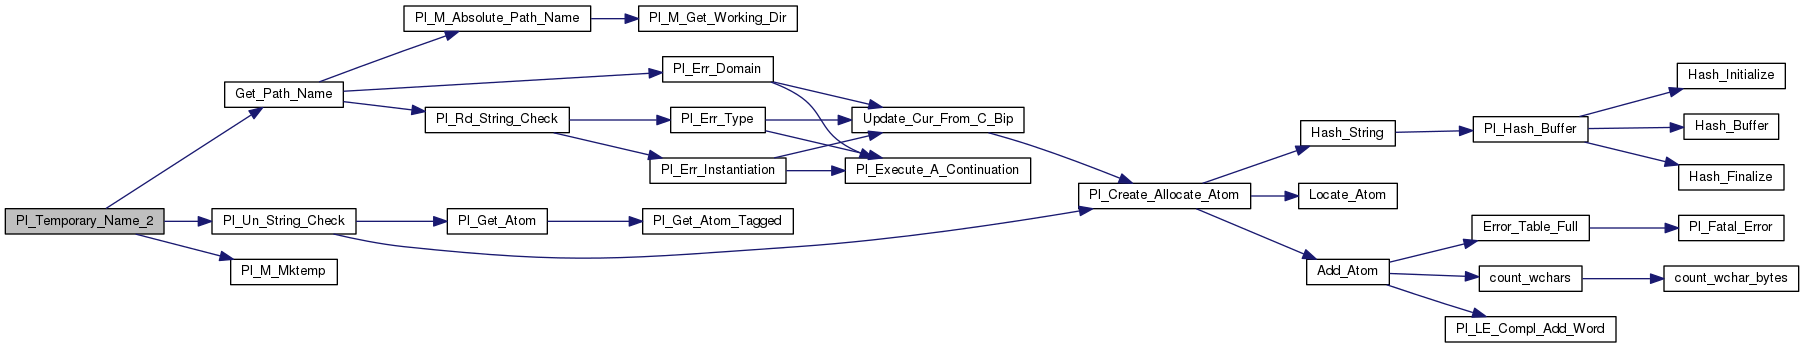 Pl_M_Absolute_Path_Name
Pl_M_Get_Working_Dir
Pl_Err_Domain
Hash_Initialize
Get_Path_Name
Pl_Rd_String_Check
Pl_Err_Type
Update_Cur_From_C_Bip
Hash_String
Pl_Hash_Buffer
Hash_Buffer
Pl_Err_Instantiation
Pl_Execute_A_Continuation
Hash_Finalize
Pl_Create_Allocate_Atom
Locate_Atom
Pl_Temporary_Name_2
Pl_Un_String_Check
Pl_Get_Atom
Pl_Get_Atom_Tagged
Error_Table_Full
Pl_Fatal_Error
Pl_M_Mktemp
Add_Atom
count_wchars
count_wchar_bytes
Pl_LE_Compl_Add_Word